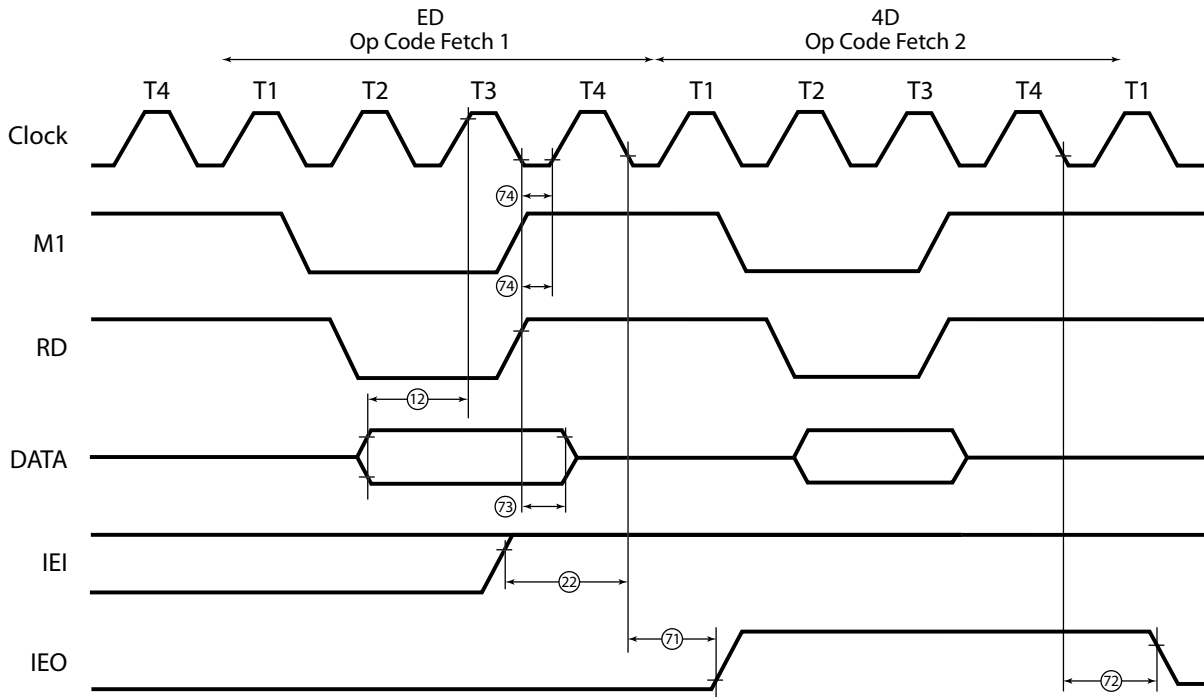 ED
Op Code Fetch 1
4D
Op Code Fetch 2
T4 T1 T2 T3 T4 T1 T2 T3 T4 T1
Clock
74
M1
74
RD
12
DATA
73
IEI
22
71
IEO
72